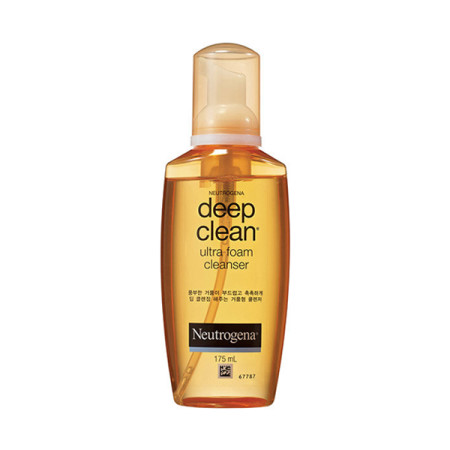 NEUTROGENA
deep
clean®
ultra foam
cleanser
풍부한 거품이 부드럽고 촉촉하게
딥 클렌징 해주는 거품형 클렌저
Neutrogena®
175 mL
67787